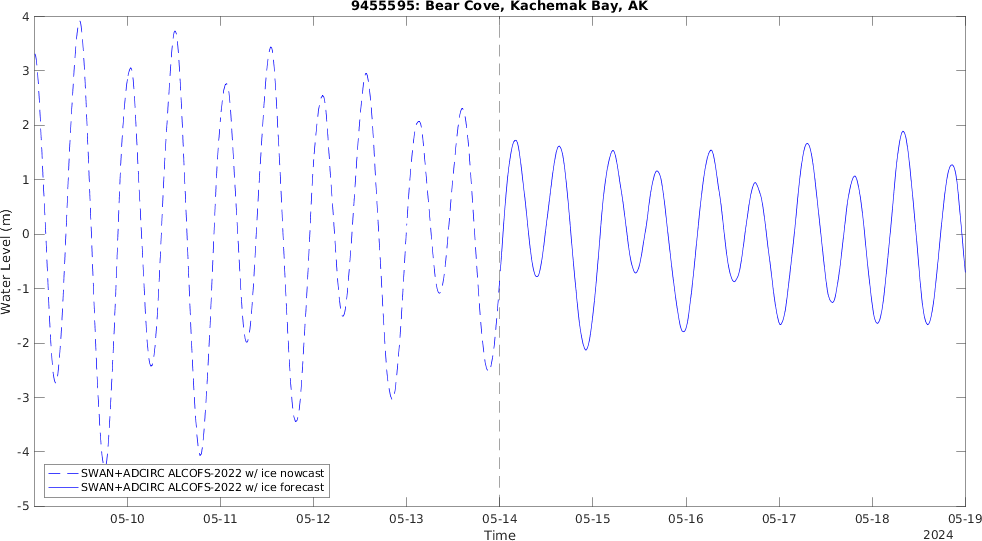 9455595: Bear Cove, Kachemak Bay, AK
4
3
2
1
0
-1
-2
-3
-4
-5
Water Level (m)
SWAN+ADCIRC ALCOFS-2022 w/ ice nowcast
SWAN+ADCIRC ALCOFS-2022 w/ ice forecast
05-10 05-11 05-12 05-13 05-14 05-15 05-16 05-17 05-18 05-19
Time
2024